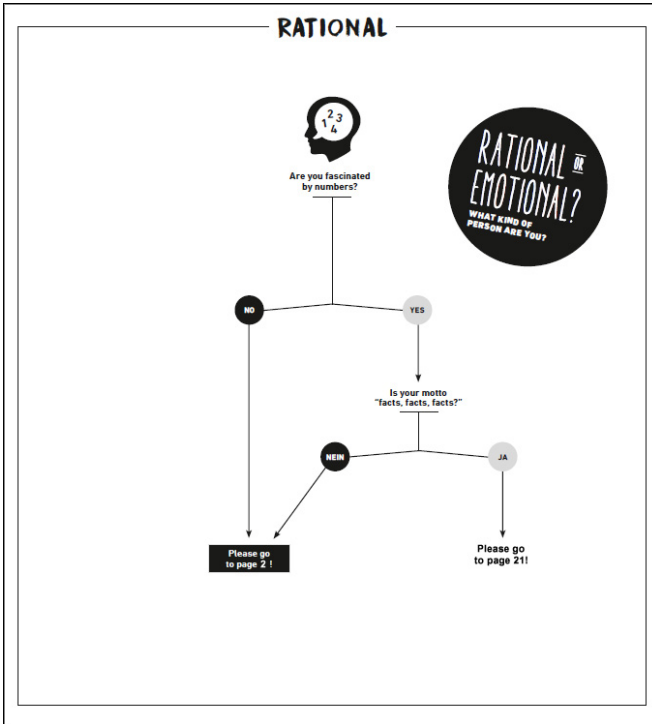 RATIONAL
1 2 3
4
Are you fascinated
by numbers?
RATIONAL OR
EMOTIONAL?
WHAT KIND OF
PERSON ARE YOU?
NO
YES
Is your motto
"facts, facts, facts?"
NEIN
JA
Please go
to page 2 !
Please go
to page 21!